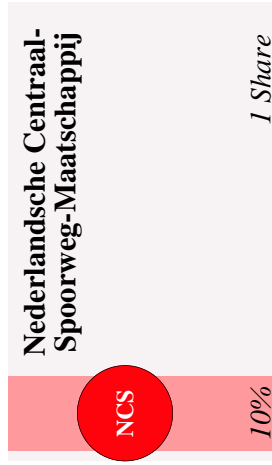 Nederlandsche Centraal-
Spoorweg-Maatschappij
NCS
1 Share
10%